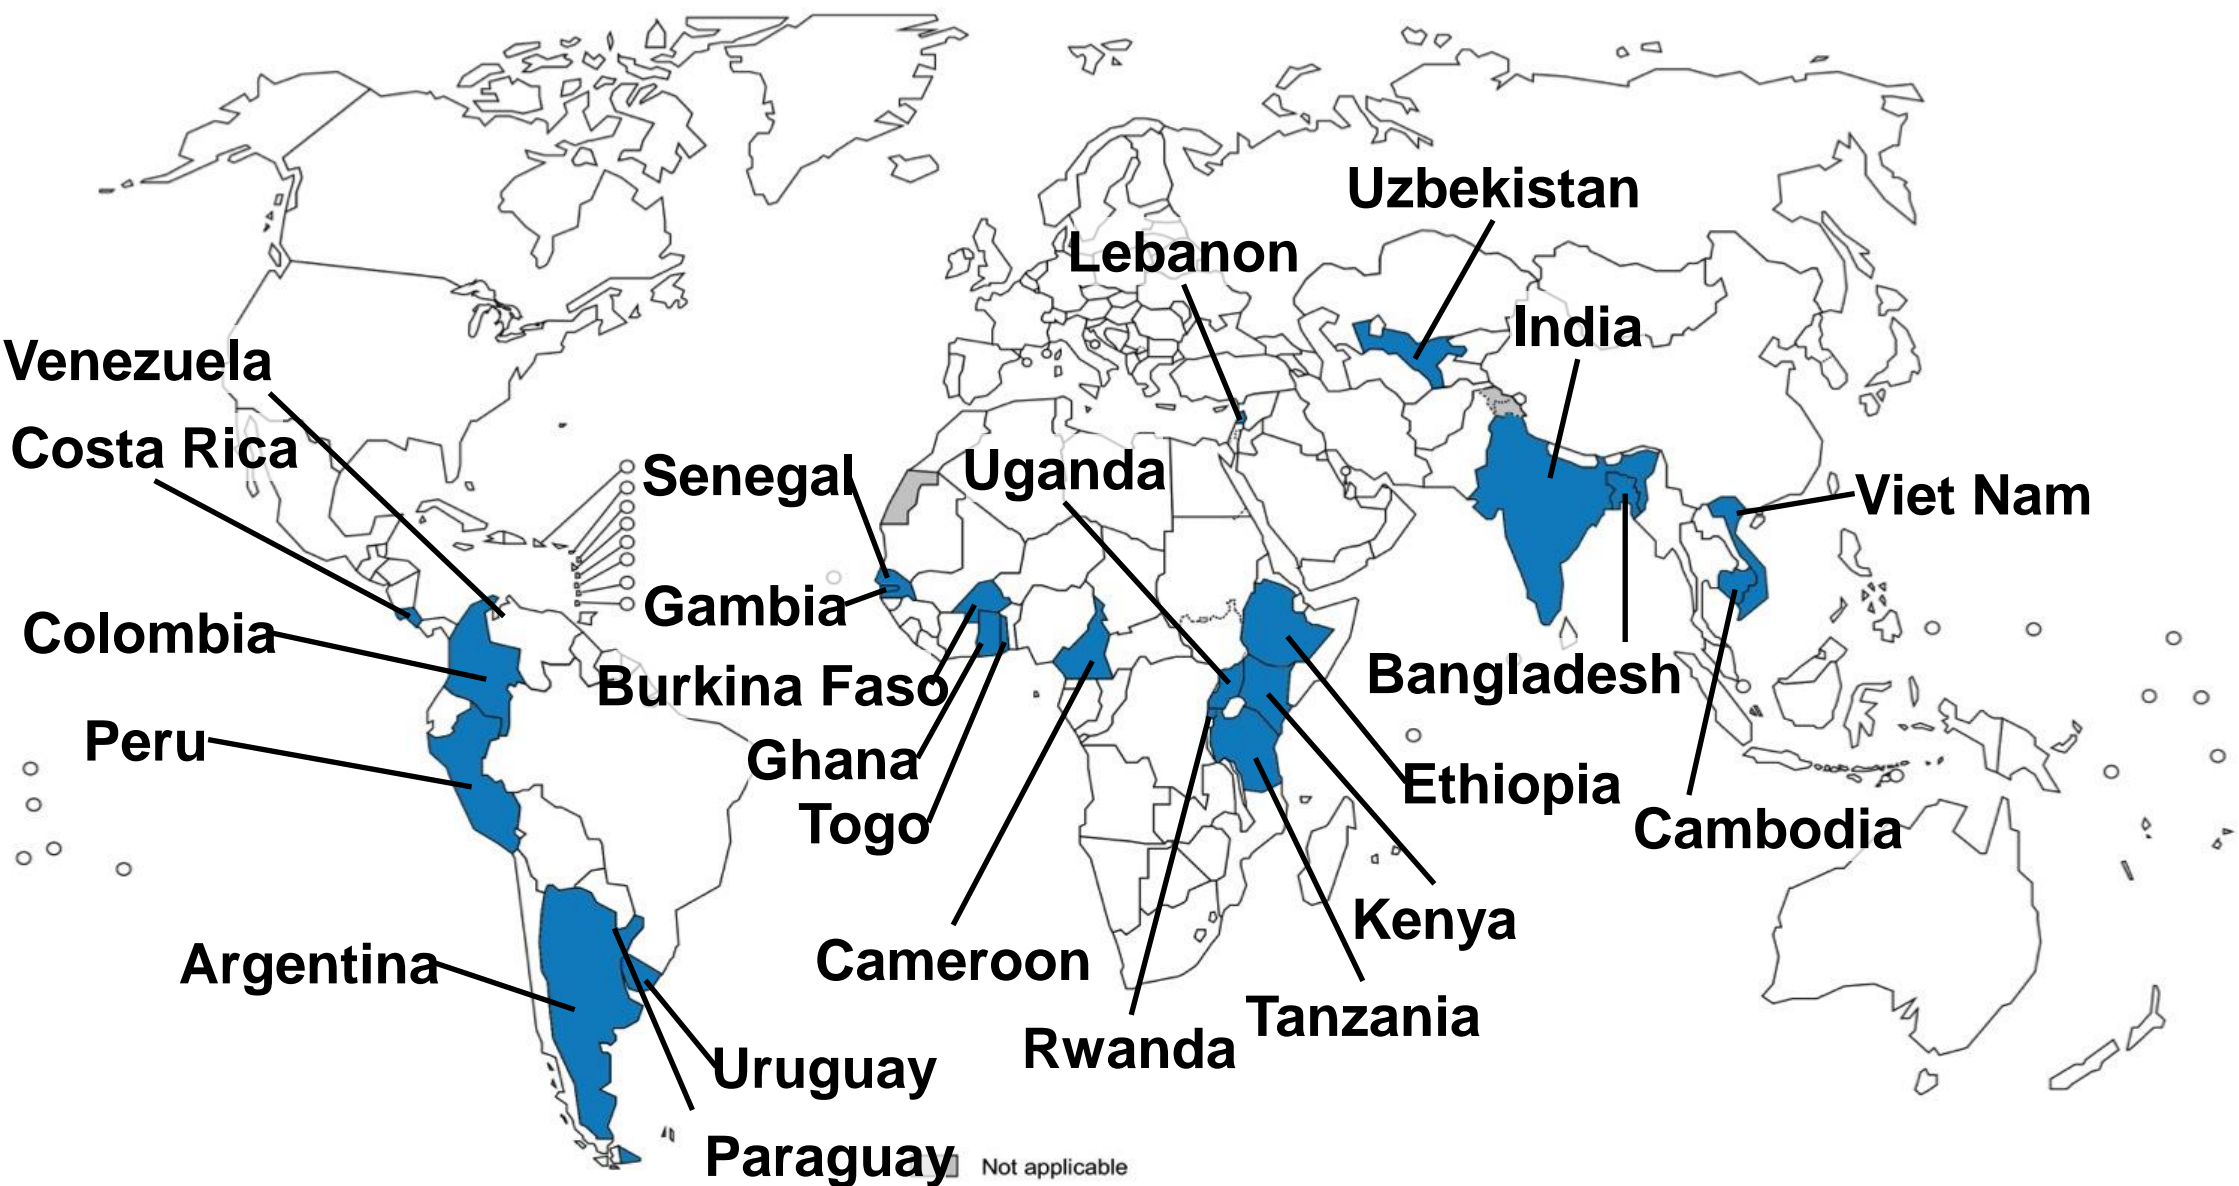 Uzbekistan
Lebanon
India
Venezuela
Costa Rica
Senegal
Uganda
Viet Nam
Gambia
Colombia
Bangladesh
Burkina Faso
Peru
Ghana
Ethiopia
Togo
Cambodia
Kenya
Cameroon
Argentina
Tanzania
Rwanda
Uruguay
Paraguay
Not applicable